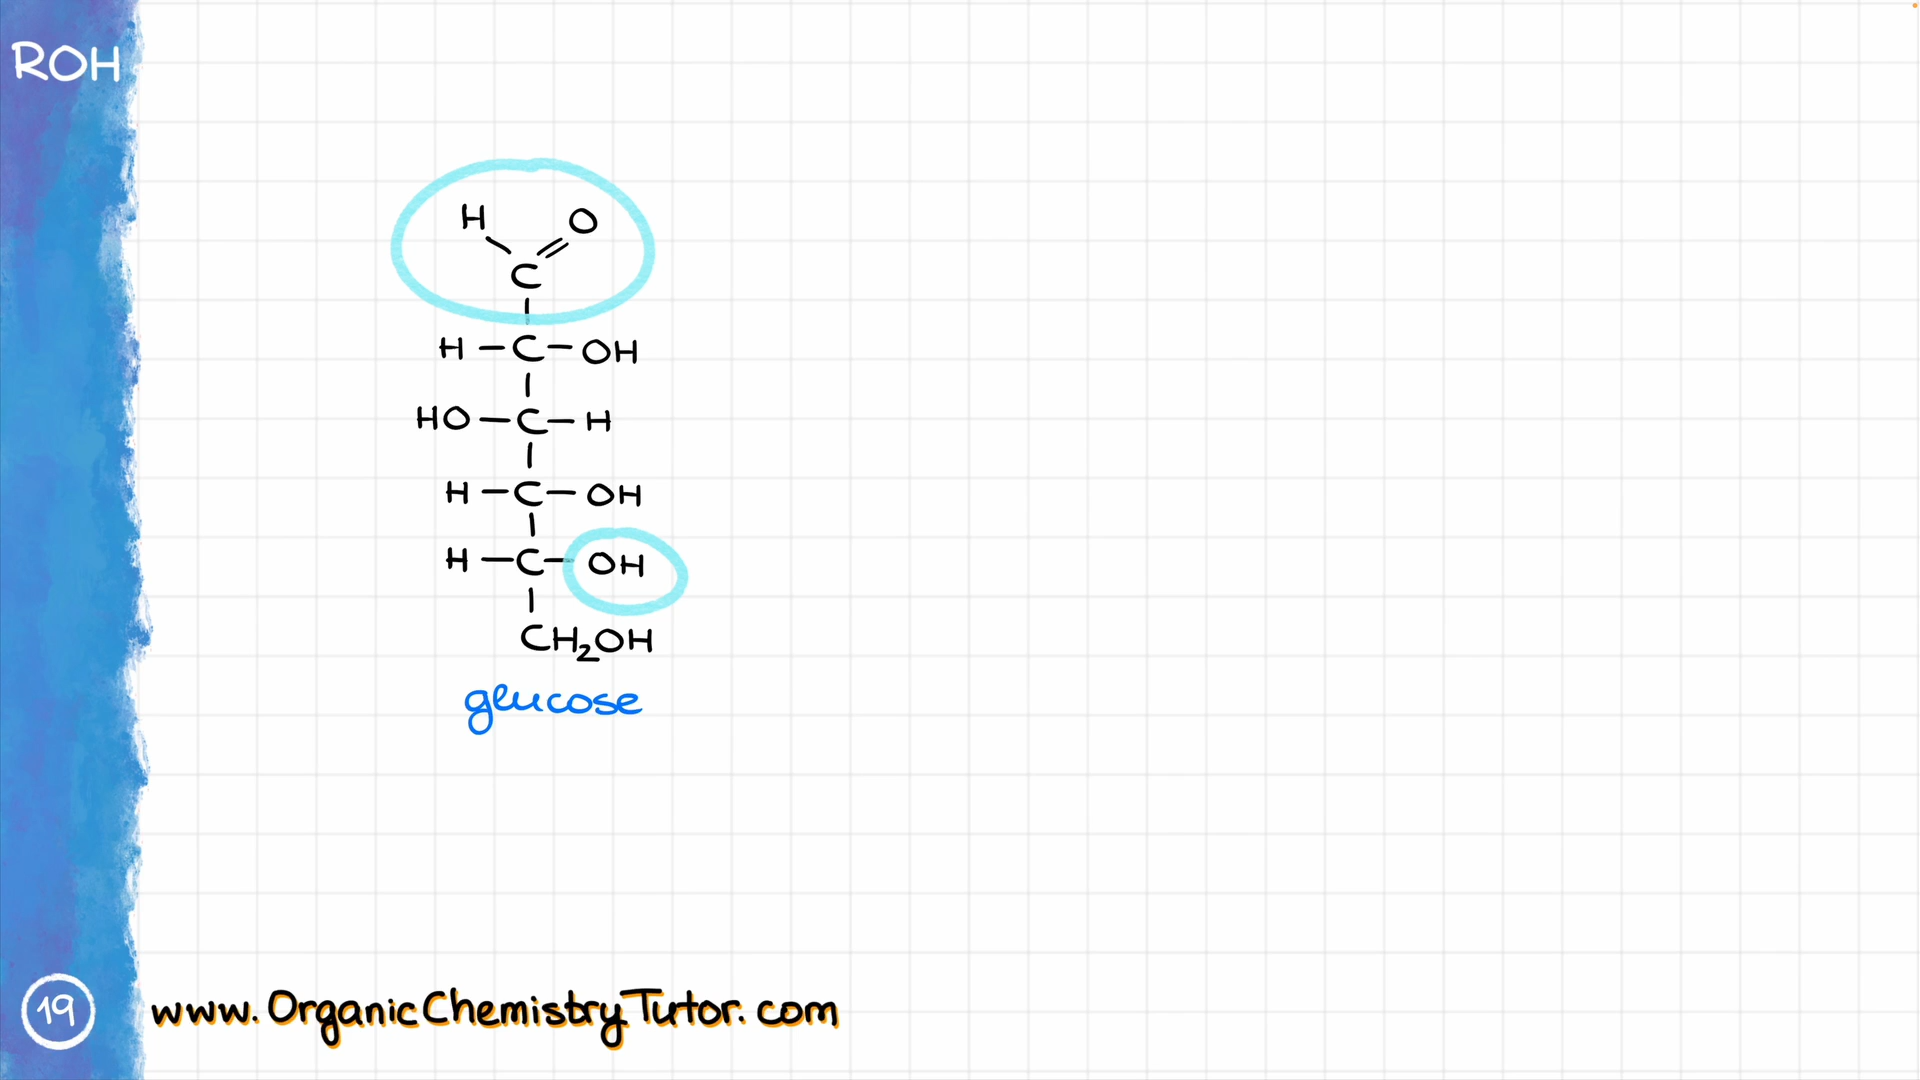 ROH
H O
C
H – C – OH
HO – C – H
H – C – OH
H – C – OH
CH₂OH
glucose
19
www.OrganicChemistryTutor.com